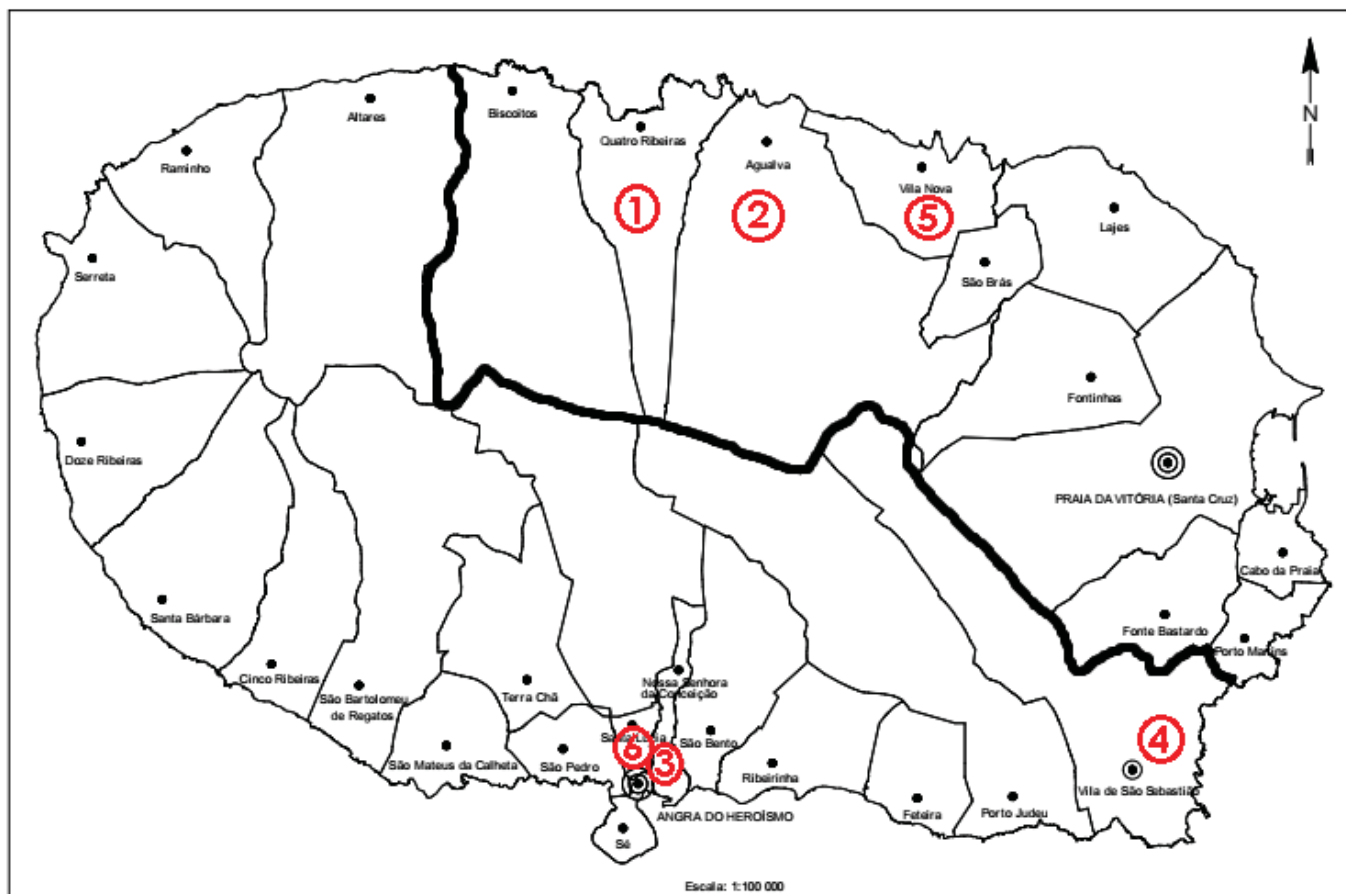 Altares
Biscoitos
Quatro Ribeiras
Agualva
Raminho
Vila Nova
N
1
2
5
Lajes
Serreta
São Brás
Fontinhas
Doze Ribeiras
PRAIA DA VITÓRIA (Santa Cruz)
Cabo da Praia
Santa Bárbara
Fonte Bastardo
Porto Martins
Cinco Ribeiras
São Bartolomeu
de Regatos
Terra Chã
Nossa Senhora
da Conceição
São Mateus da Calheta
São Pedro
Santa Luzia
6
3
São Bento
Ribeirinha
4
Vila de São Sebastião
Feteira
Porto Judeu
ANGRA DO HEROÍSMO
Sé
Escala: 1:100 000